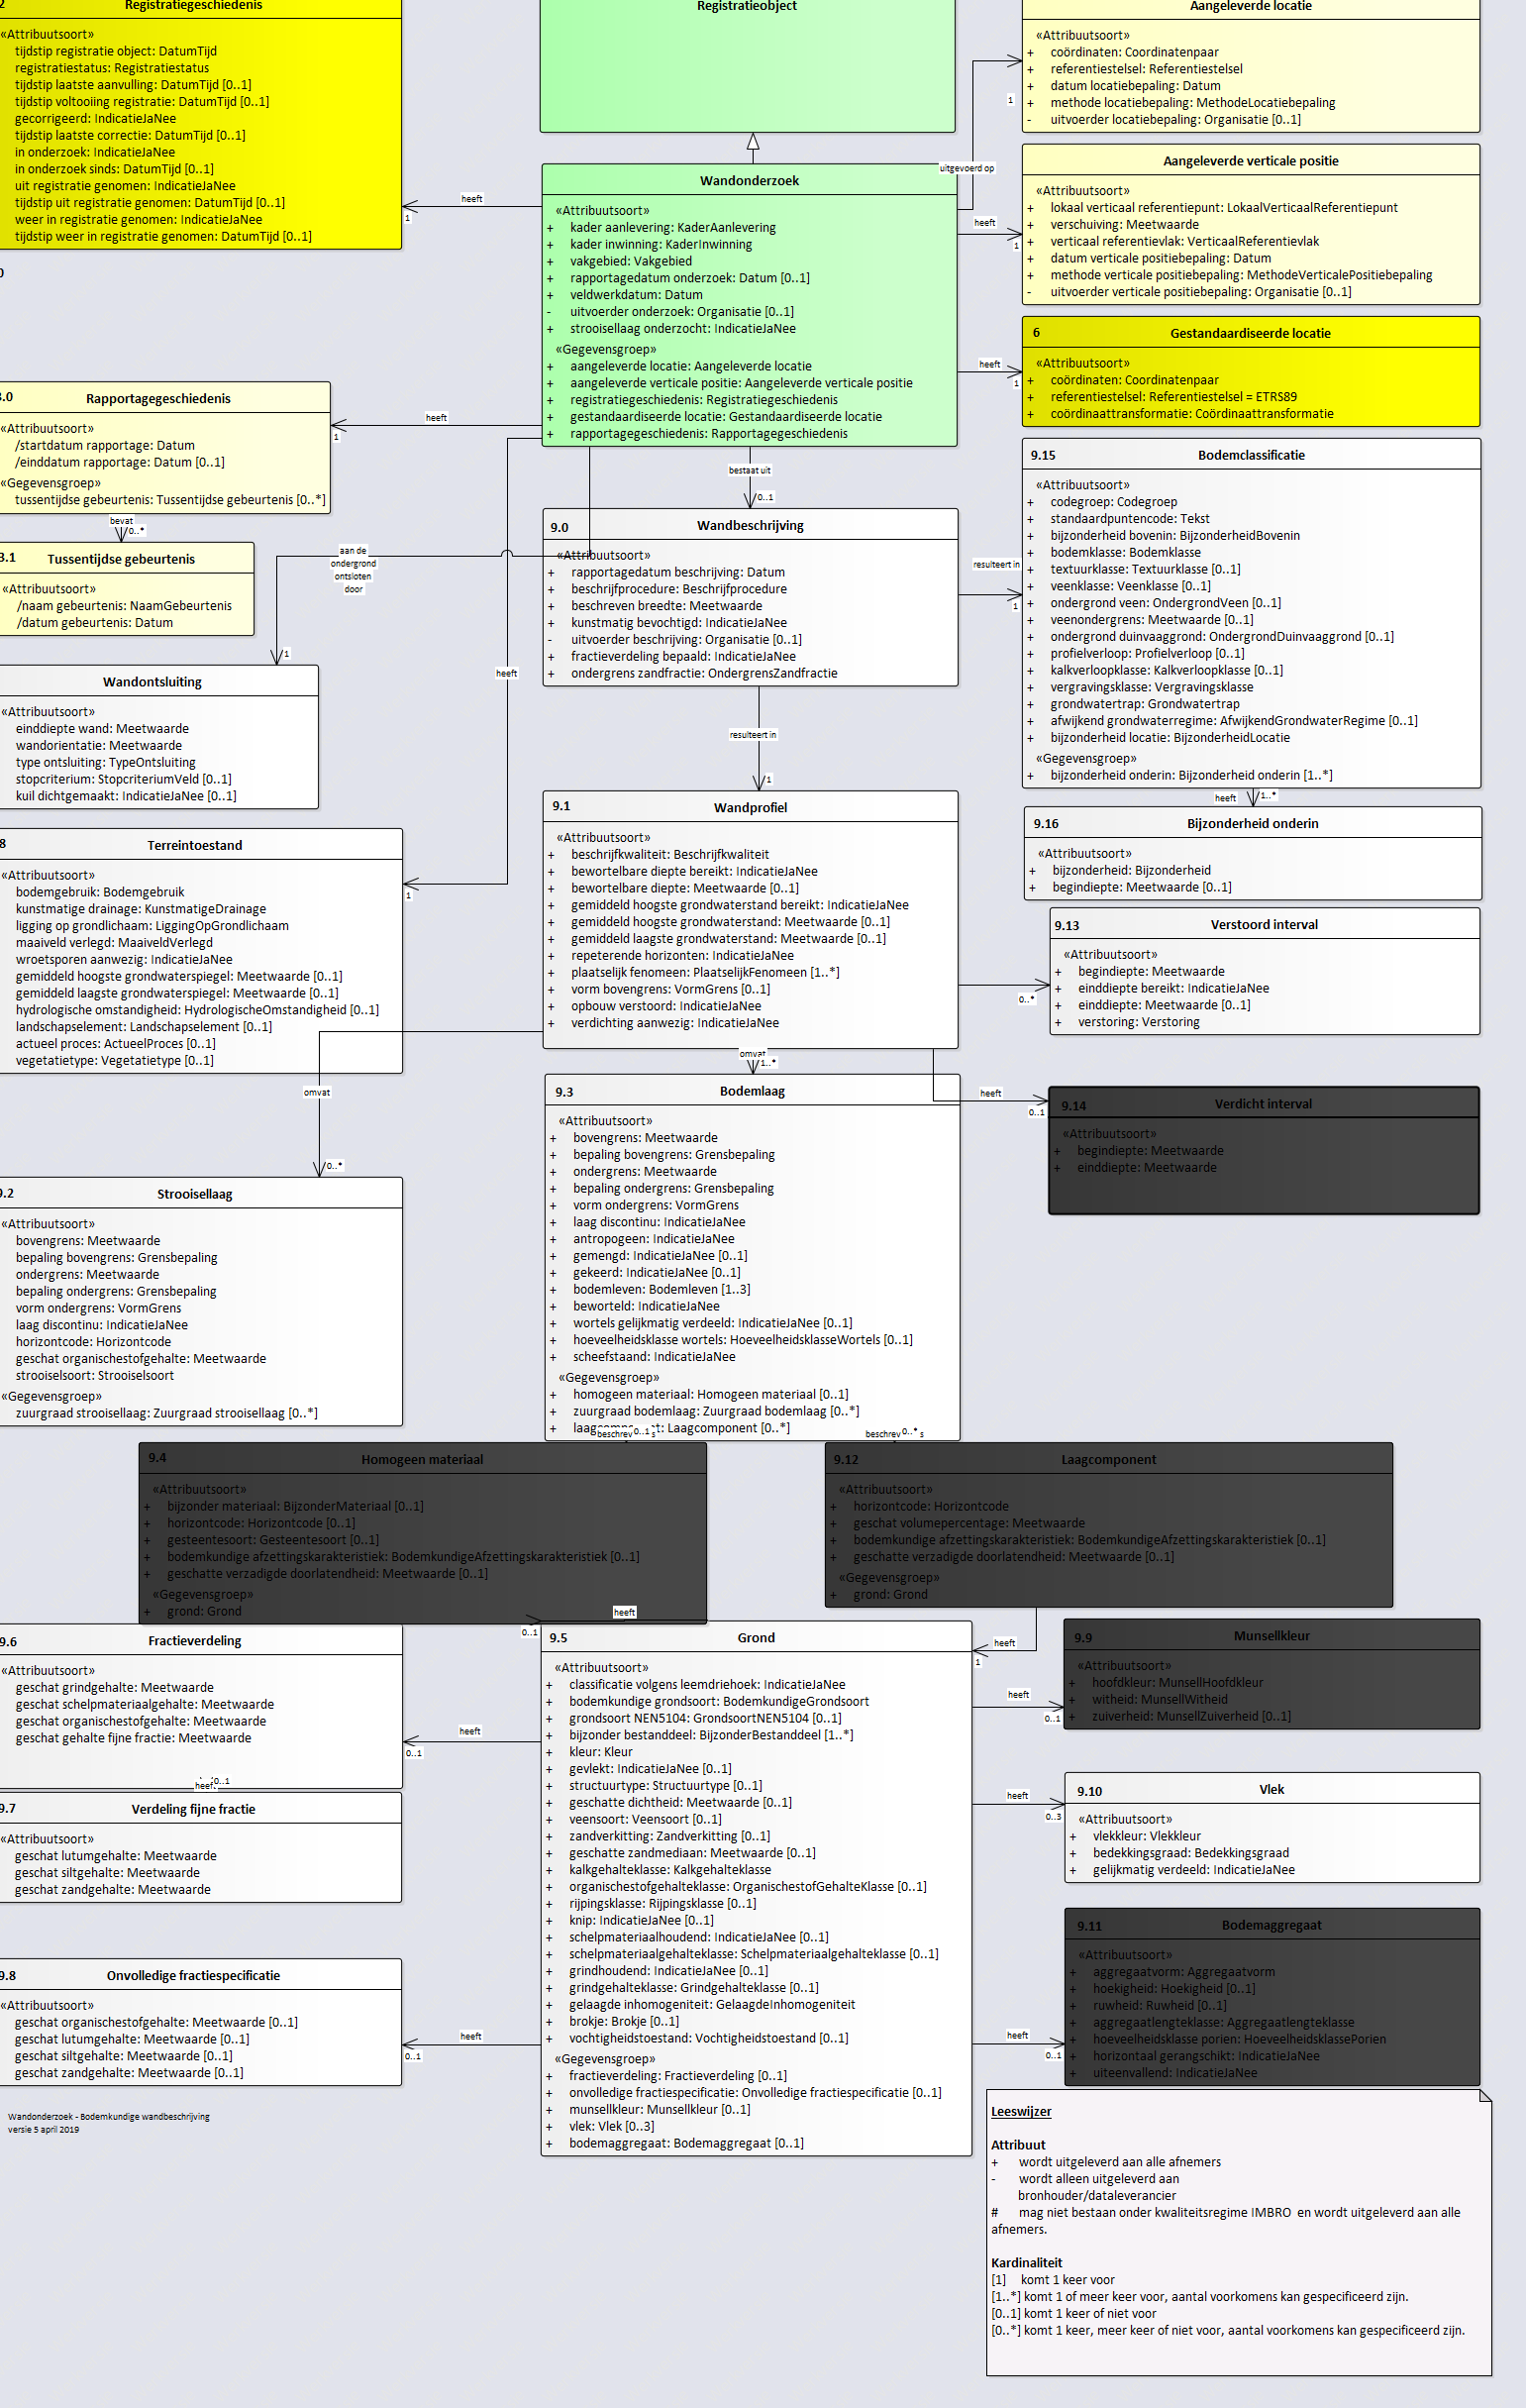 2
Registratiegeschiedenis
«Attribuutsoort»
tijdstip registratie object: DatumTijd
registratiestatus: Registratiestatus
tijdstip laatste aanvulling: DatumTijd [0..1]
tijdstip voltooiing registratie: DatumTijd [0..1]
gecorrigeerd: IndicatieJaNee
tijdstip laatste correctie: DatumTijd [0..1]
in onderzoek: IndicatieJaNee
in onderzoek sinds: DatumTijd [0..1]
uit registratie genomen: IndicatieJaNee
tijdstip uit registratie genomen: DatumTijd [0..1]
weer in registratie genomen: IndicatieJaNee
tijdstip weer in registratie genomen: DatumTijd [0..1]
Registratieobject
Aangeleverde locatie
«Attribuutsoort»
+ coördinaten: Coordinatenpaar
+ referentiestelsel: Referentiestelsel
+ datum locatiebepaling: Datum
+ methode locatiebepaling: MethodeLocatiebepaling
- uitvoerder locatiebepaling: Organisatie [0..1]
1
uitgevoerd op
Aangeleverde verticale positie
«Attribuutsoort»
+ lokaal verticaal referentiepunt: LokaalVerticaalReferentiepunt
+ verschuiving: Meetwaarde
+ verticaal referentievlak: VerticaalReferentievlak
+ datum verticale positiebepaling: Datum
+ methode verticale positiebepaling: MethodeVerticalePositiebepaling
- uitvoerder verticale positiebepaling: Organisatie [0..1]
heeft
1
Wandonderzoek
«Attribuutsoort»
+ kader aanlevering: KaderAanlevering
+ kader inwinning: KaderInwinning
+ vakgebied: Vakgebied
+ rapportagedatum onderzoek: Datum [0..1]
+ veldwerkdatum: Datum
- uitvoerder onderzoek: Organisatie [0..1]
+ strooisellaag onderzocht: IndicatieJaNee
«Gegevensgroep»
+ aangeleverde locatie: Aangeleverde locatie
+ aangeleverde verticale positie: Aangeleverde verticale positie
+ registratiegeschiedenis: Registratiegeschiedenis
+ gestandaardiseerde locatie: Gestandaardiseerde locatie
+ rapportagegeschiedenis: Rapportagegeschiedenis
heeft
1
0
6 Gestandaardiseerde locatie
«Attribuutsoort»
+ coördinaten: Coordinatenpaar
+ referentiestelsel: Referentiestelsel = ETRS89
+ coördinaattransformatie: Coördinaattransformatie
heeft
1
3.0 Rapportagegeschiedenis
«Attribuutsoort»
/startdatum rapportage: Datum
/einddatum rapportage: Datum [0..1]
«Gegevensgroep»
tussentijdse gebeurtenis: Tussentijdse gebeurtenis [0..*]
heeft
1
bevat
0..*
3.1 Tussentijdse gebeurtenis
«Attribuutsoort»
/naam gebeurtenis: NaamGebeurtenis
/datum gebeurtenis: Datum
bestaat uit
0..1
aan de
ondergrond
ontsloten
door
1
9.0 Wandbeschrijving
«Attribuutsoort»
+ rapportagedatum beschrijving: Datum
+ beschrijfprocedure: Beschrijfprocedure
+ beschreven breedte: Meetwaarde
+ kunstmatig bevochtigd: IndicatieJaNee
- uitvoerder beschrijving: Organisatie [0..1]
+ fractieverdeling bepaald: IndicatieJaNee
+ ondergrens zandfractie: OndergrensZandfractie
resulteert in
1
9.15 Bodemclassificatie
«Attribuutsoort»
+ codegroep: Codegroep
+ standaardpuntencode: Tekst
+ bijzonderheid bovenin: BijzonderheidBovenin
+ bodemklasse: Bodemklasse
+ textuurklasse: Textuurklasse [0..1]
+ veenklasse: Veenklasse [0..1]
+ ondergrond veen: OndergrondVeen [0..1]
+ veenondergrens: Meetwaarde [0..1]
+ ondergrond duinvaaggrond: OndergrondDuinvaaggrond [0..1]
+ profielverloop: Profielverloop [0..1]
+ kalkverloopklasse: Kalkverloopklasse [0..1]
+ vergravingsklasse: Vergravingsklasse
+ grondwatertrap: Grondwatertrap
+ afwijkend grondwaterregime: AfwijkendGrondwaterRegime [0..1]
+ bijzonderheid locatie: BijzonderheidLocatie
«Gegevensgroep»
+ bijzonderheid onderin: Bijzonderheid onderin [1..*]
heeft
1..*
Wandontsluiting
«Attribuutsoort»
einddiepte wand: Meetwaarde
wandorientatie: Meetwaarde
type ontsluiting: TypeOntsluiting
stopcriterium: StopcriteriumVeld [0..1]
kuil dichtgemaakt: IndicatieJaNee [0..1]
heeft
resulteert in
1
8 Terreintoestand
«Attribuutsoort»
bodemgebruik: Bodemgebruik
kunstmatige drainage: KunstmatigeDrainage
ligging op grondlichaam: LiggingOpGrondlichaam
maaiveld verlegd: MaaiveldVerlegd
wroetsporen aanwezig: IndicatieJaNee
gemiddeld hoogste grondwaterspiegel: Meetwaarde [0..1]
gemiddeld laagste grondwaterspiegel: Meetwaarde [0..1]
hydrologische omstandigheid: HydrologischeOmstandigheid [0..1]
landschapselement: Landschapselement [0..1]
actueel proces: ActueelProces [0..1]
vegetatietype: Vegetatietype [0..1]
1
9.1 Wandprofiel
«Attribuutsoort»
+ beschrijfkwaliteit: Beschrijfkwaliteit
+ bewortelbare diepte bereikt: IndicatieJaNee
+ bewortelbare diepte: Meetwaarde [0..1]
+ gemiddeld hoogste grondwaterstand bereikt: IndicatieJaNee
+ gemiddeld hoogste grondwaterstand: Meetwaarde [0..1]
+ gemiddeld laagste grondwaterstand: Meetwaarde [0..1]
+ repeterende horizonten: IndicatieJaNee
+ plaatselijk fenomeen: PlaatselijkFenomeen [1..*]
+ vorm bovengrens: VormGrens [0..1]
+ opbouw verstoord: IndicatieJaNee
+ verdichting aanwezig: IndicatieJaNee
9.16 Bijzonderheid onderin
«Attribuutsoort»
+ bijzonderheid: Bijzonderheid
+ begindiepte: Meetwaarde [0..1]
9.13 Verstoord interval
«Attribuutsoort»
+ begindiepte: Meetwaarde
+ einddiepte bereikt: IndicatieJaNee
+ einddiepte: Meetwaarde [0..1]
+ verstoring: Verstoring
0..*
omvat
1..*
omvat
0..*
heeft
0..1
9.14 Verdicht interval
«Attribuutsoort»
+ begindiepte: Meetwaarde
+ einddiepte: Meetwaarde
9.3 Bodemlaag
«Attribuutsoort»
+ bovengrens: Meetwaarde
+ bepaling bovengrens: Grensbepaling
+ ondergrens: Meetwaarde
+ bepaling ondergrens: Grensbepaling
+ vorm ondergrens: VormGrens
+ laag discontinu: IndicatieJaNee
+ antropogeen: IndicatieJaNee
+ gemengd: IndicatieJaNee [0..1]
+ gekeerd: IndicatieJaNee [0..1]
+ bodemleven: Bodemleven [1..3]
+ beworteld: IndicatieJaNee
+ wortels gelijkmatig verdeeld: IndicatieJaNee [0..1]
+ hoeveelheidsklasse wortels: HoeveelheidsklasseWortels [0..1]
+ scheefstaand: IndicatieJaNee
«Gegevensgroep»
+ homogeen materiaal: Homogeen materiaal [0..1]
+ zuurgraad bodemlaag: Zuurgraad bodemlaag [0..*]
+ : Laagcomponent [0..*]
0..1
0..*
9.2 Strooisellaag
«Attribuutsoort»
bovengrens: Meetwaarde
bepaling bovengrens: Grensbepaling
ondergrens: Meetwaarde
bepaling ondergrens: Grensbepaling
vorm ondergrens: VormGrens
laag discontinu: IndicatieJaNee
horizontcode: Horizontcode
geschat organischestofgehalte: Meetwaarde
strooiselsoort: Strooiselsoort
«Gegevensgroep»
zuurgraad strooisellaag: Zuurgraad strooisellaag [0..*]
9.4 Homogeen materiaal
«Attribuutsoort»
+ bijzonder materiaal: BijzonderMateriaal [0..1]
+ horizontcode: Horizontcode [0..1]
+ gesteentesoort: Gesteentesoort [0..1]
+ bodemkundige afzettingskarakteristiek: BodemkundigeAfzettingskarakteristiek [0..1]
+ geschatte verzadigde doorlatendheid: Meetwaarde [0..1]
«Gegevensgroep»
+ grond: Grond
9.12 Laagcomponent
«Attribuutsoort»
+ horizontcode: Horizontcode
+ geschat volumepercentage: Meetwaarde
+ bodemkundige afzettingskarakteristiek: BodemkundigeAfzettingskarakteristiek [0..1]
+ geschatte verzadigde doorlatendheid: Meetwaarde [0..1]
«Gegevensgroep»
+ grond: Grond
heeft
0..1
heeft
1
9.6 Fractieverdeling
«Attribuutsoort»
geschat grindgehalte: Meetwaarde
geschat schelpmateriaalgehalte: Meetwaarde
geschat organischestofgehalte: Meetwaarde
geschat gehalte fijne fractie: Meetwaarde
heeft
0..1
0..1
heeft
9.7 Verdeling fijne fractie
«Attribuutsoort»
geschat lutumgehalte: Meetwaarde
geschat siltgehalte: Meetwaarde
geschat zandgehalte: Meetwaarde
9.8 Onvolledige fractiespecificatie
«Attribuutsoort»
geschat organischestofgehalte: Meetwaarde [0..1]
geschat lutumgehalte: Meetwaarde [0..1]
geschat siltgehalte: Meetwaarde [0..1]
geschat zandgehalte: Meetwaarde [0..1]
heeft
0..1
9.5 Grond
«Attribuutsoort»
+ classificatie volgens leemdriehoek: IndicatieJaNee
+ bodemkundige grondsoort: BodemkundigeGrondsoort
+ grondsoort NEN5104: GrondsoortNEN5104 [0..1]
+ bijzonder bestanddeel: BijzonderBestanddeel [1..*]
+ kleur: Kleur
+ gevlekt: IndicatieJaNee [0..1]
+ structuurtype: Structuurtype [0..1]
+ geschatte dichtheid: Meetwaarde [0..1]
+ veensoort: Veensoort [0..1]
+ zandverkitting: Zandverkitting [0..1]
+ geschatte zandmediaan: Meetwaarde [0..1]
+ kalkgehalteklasse: Kalkgehalteklasse
+ organischestofgehalteklasse: OrganischestofGehalteKlasse [0..1]
+ rijpingsklasse: Rijpingsklasse [0..1]
+ knip: IndicatieJaNee [0..1]
+ schelpmateriaalhoudend: IndicatieJaNee [0..1]
+ schelpmateriaalgehalteklasse: Schelpmateriaalgehalteklasse [0..1]
+ grindhoudend: IndicatieJaNee [0..1]
+ grindgehalteklasse: Grindgehalteklasse [0..1]
+ gelaagde inhomogeniteit: GelaagdeInhomogeniteit
+ brokje: Brokje [0..1]
+ vochtigheidstoestand: Vochtigheidstoestand [0..1]
«Gegevensgroep»
+ fractieverdeling: Fractieverdeling [0..1]
+ onvolledige fractiespecificatie: Onvolledige fractiespecificatie [0..1]
+ munsellkleur: Munsellkleur [0..1]
+ vlek: Vlek [0..3]
+ bodemaggregaat: Bodemaggregaat [0..1]
heeft
0..1
9.9 Munsellkleur
«Attribuutsoort»
+ hoofdkleur: MunsellHoofdkleur
+ witheid: MunsellWitheid
+ zuiverheid: MunsellZuiverheid [0..1]
heeft
0..3
9.10 Vlek
«Attribuutsoort»
+ vlekkleur: Vlekkleur
+ bedekkingsgraad: Bedekkingsgraad
+ gelijkmatig verdeeld: IndicatieJaNee
heeft
0..1
9.11 Bodemaggregaat
«Attribuutsoort»
+ aggregaatvorm: Aggregaatvorm
+ hoekigheid: Hoekigheid [0..1]
+ ruwheid: Ruwheid [0..1]
+ aggregaatlengteklasse: Aggregaatlengteklasse
+ hoeveelheidsklasse porien: HoeveelheidsklassePorien
+ horizontaal gerangschikt: IndicatieJaNee
+ uiteenvallend: IndicatieJaNee
Wandonderzoek - Bodemkundige wandbeschrijving
versie 5 april 2019
Leeswijzer
Attribuut
+ wordt uitgeleverd aan alle afnemers
- wordt alleen uitgeleverd aan
bronhouder/dataleverancier
# mag niet bestaan onder kwaliteitsregime IMBRO en wordt uitgeleverd aan alle
afnemers.
Kardinaliteit
[1] komt 1 keer voor
[1..*] komt 1 of meer keer voor, aantal voorkomens kan gespecificeerd zijn.
[0..1] komt 1 keer of niet voor
[0..*] komt 1 keer, meer keer of niet voor, aantal voorkomens kan gespecificeerd zijn.